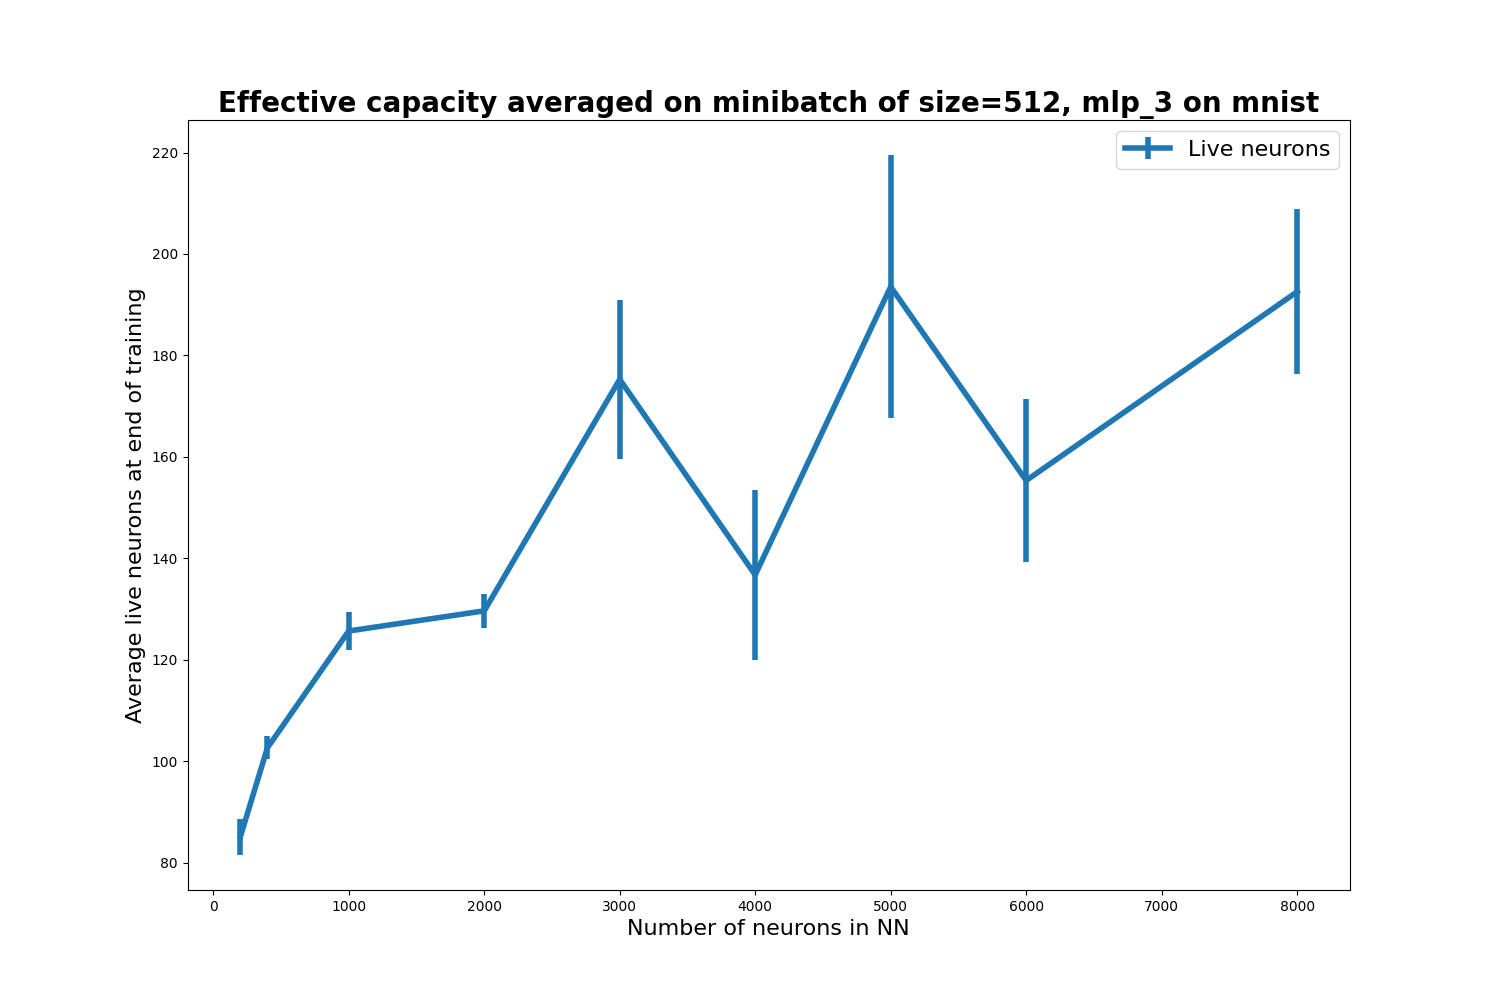 Effective capacity averaged on minibatch of size=512, mlp_3 on mnist
Live neurons
220
200
180
160
140
120
100
80
Average live neurons at end of training
0 1000 2000 3000 4000 5000 6000 7000 8000
Number of neurons in NN